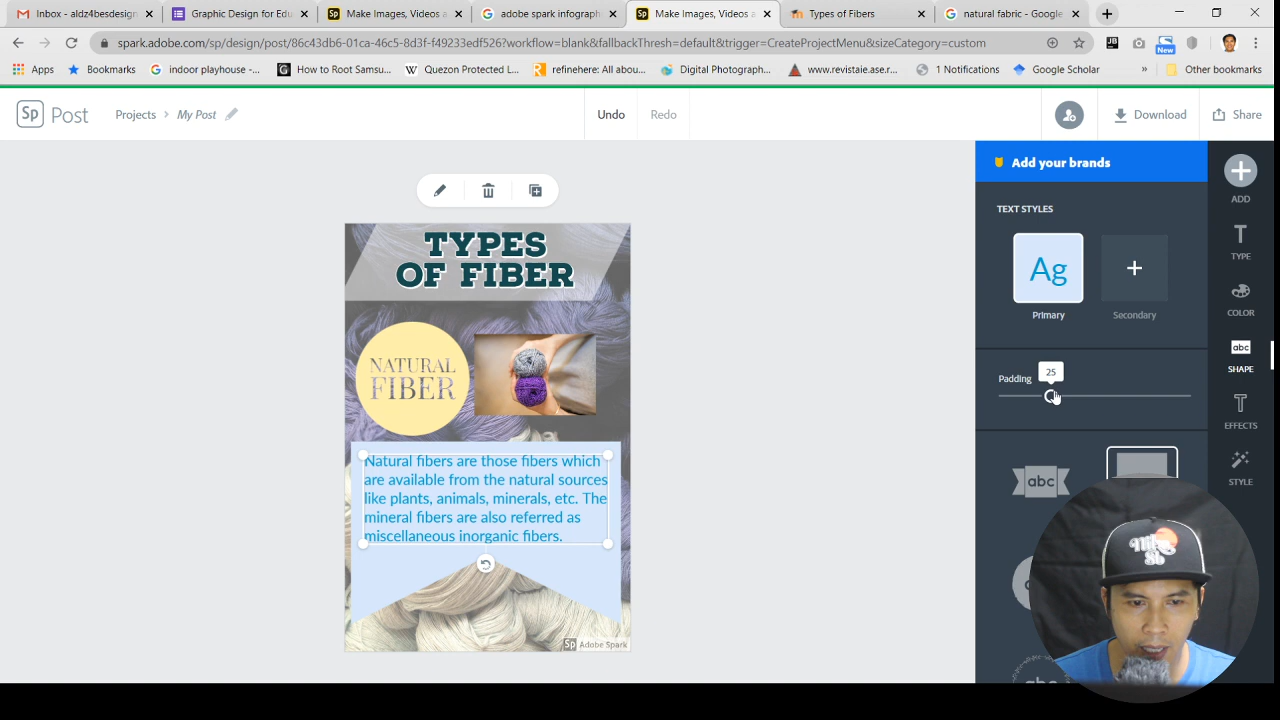 Inbox - aldz4besdesign
Graphic Design for Edu
Make Images, Videos a
adobe spark infograph
Make Images, Videos a
Types of Fibers
natural fabric - Google
spark.adobe.com/sp/design/post/86c43db6-01ca-46c5-8d3f-f49233bdf526?workflow=blank&fallbackThresh=default&trigger=CreateProjectMenu&sizeCategory=custom
New
Apps
Bookmarks
indoor playhouse -...
How to Root Samsu...
Quezon Protected L...
refinehere: All abou...
Digital Photograph...
www.revistaie.ase.r...
1 Notifications
Google Scholar
»
Other bookmarks
Sp Post
Projects > My Post
Undo
Redo
Download
Share
Add your brands
TEXT STYLES
Ag
Primary
Secondary
Padding
25
ADD
TYPE
COLOR
abc
SHAPE
EFFECTS
STYLE
abc
TYPES
OF FIBER
NATURAL
FIBER
Natural fibers are those fibers which
are available from the natural sources
like plants, animals, minerals, etc. The
mineral fibers are also referred as
miscellaneous inorganic fibers.
Sp Adobe Spark